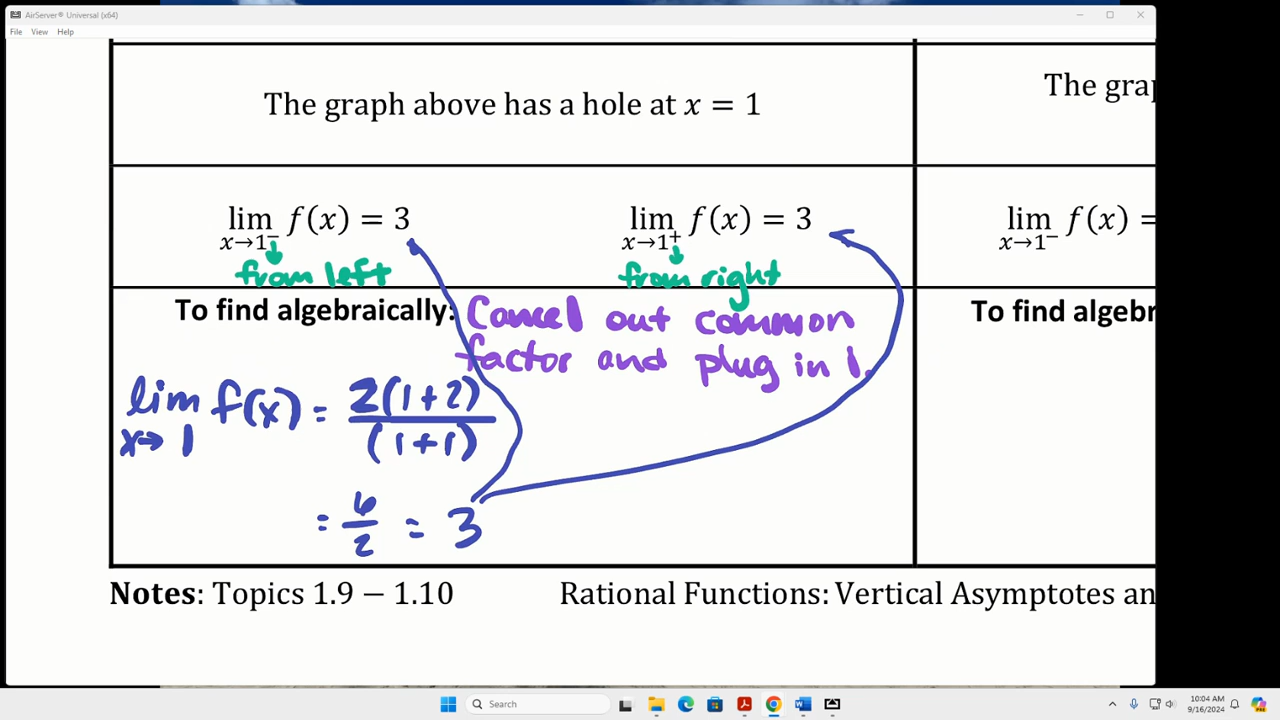 AirServer® Universal (x64)
File View Help
The graph above has a hole at x = 1
The gra
lim x→1⁻ f(x) = 3
lim x→1⁺ f(x) = 3
lim x→1⁻ f(x) =
from left
from right
To find algebraically: Cancel out common
factor and plug in 1.
To find algebr
lim x→1 f(x) = 2(1+2)/(1+1)
= 6/2 = 3
Notes: Topics 1.9 − 1.10
Rational Functions: Vertical Asymptotes an
Search
10:04 AM
9/16/2024